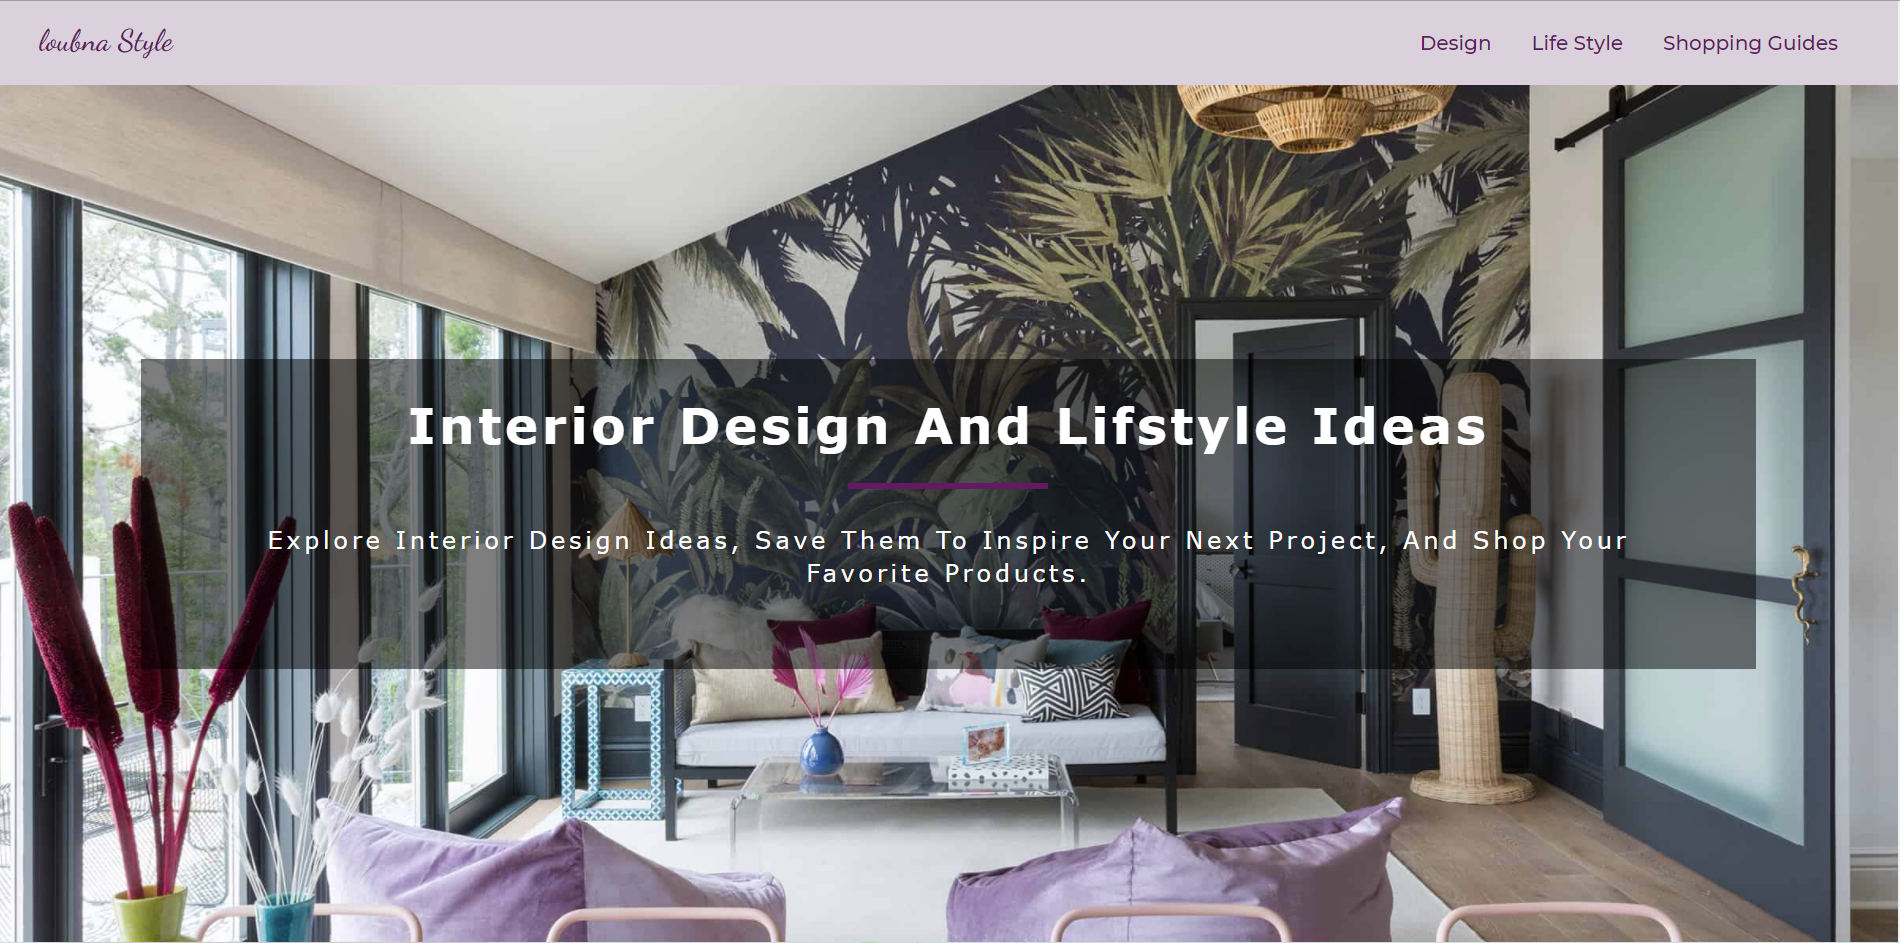 loubna Style
Design
Life Style
Shopping Guides
Interior Design And Lifstyle Ideas
Explore Interior Design Ideas, Save Them To Inspire Your Next Project, And Shop Your
Favorite Products.